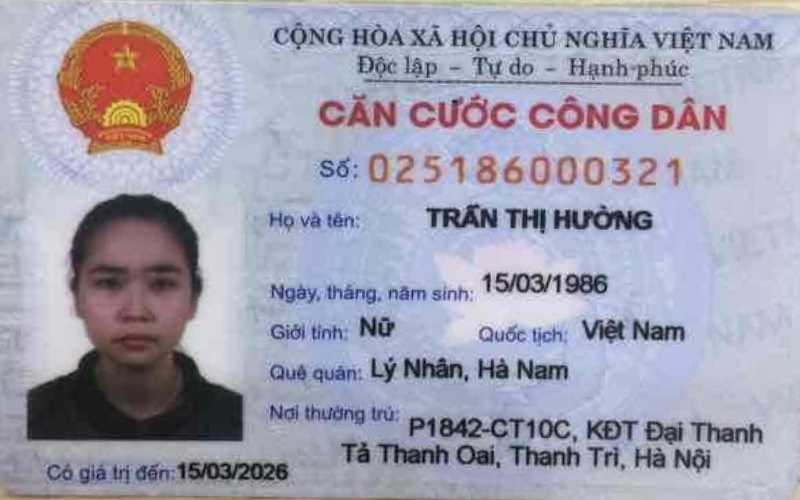 CỘNG HÒA XÃ HỘI CHỦ NGHĨA VIỆT NAM
Độc lập – Tự do – Hạnh phúc
CĂN CƯỚC CÔNG DÂN
Số: 025186000321
Họ và tên: TRẦN THỊ HƯỜNG
Ngày, tháng, năm sinh: 15/03/1986
Giới tính: Nữ Quốc tịch: Việt Nam
Quê quán: Lý Nhân, Hà Nam
Nơi thường trú: P1842-CT10C, KĐT Đại Thanh
Tả Thanh Oai, Thanh Trì, Hà Nội
Có giá trị đến: 15/03/2026